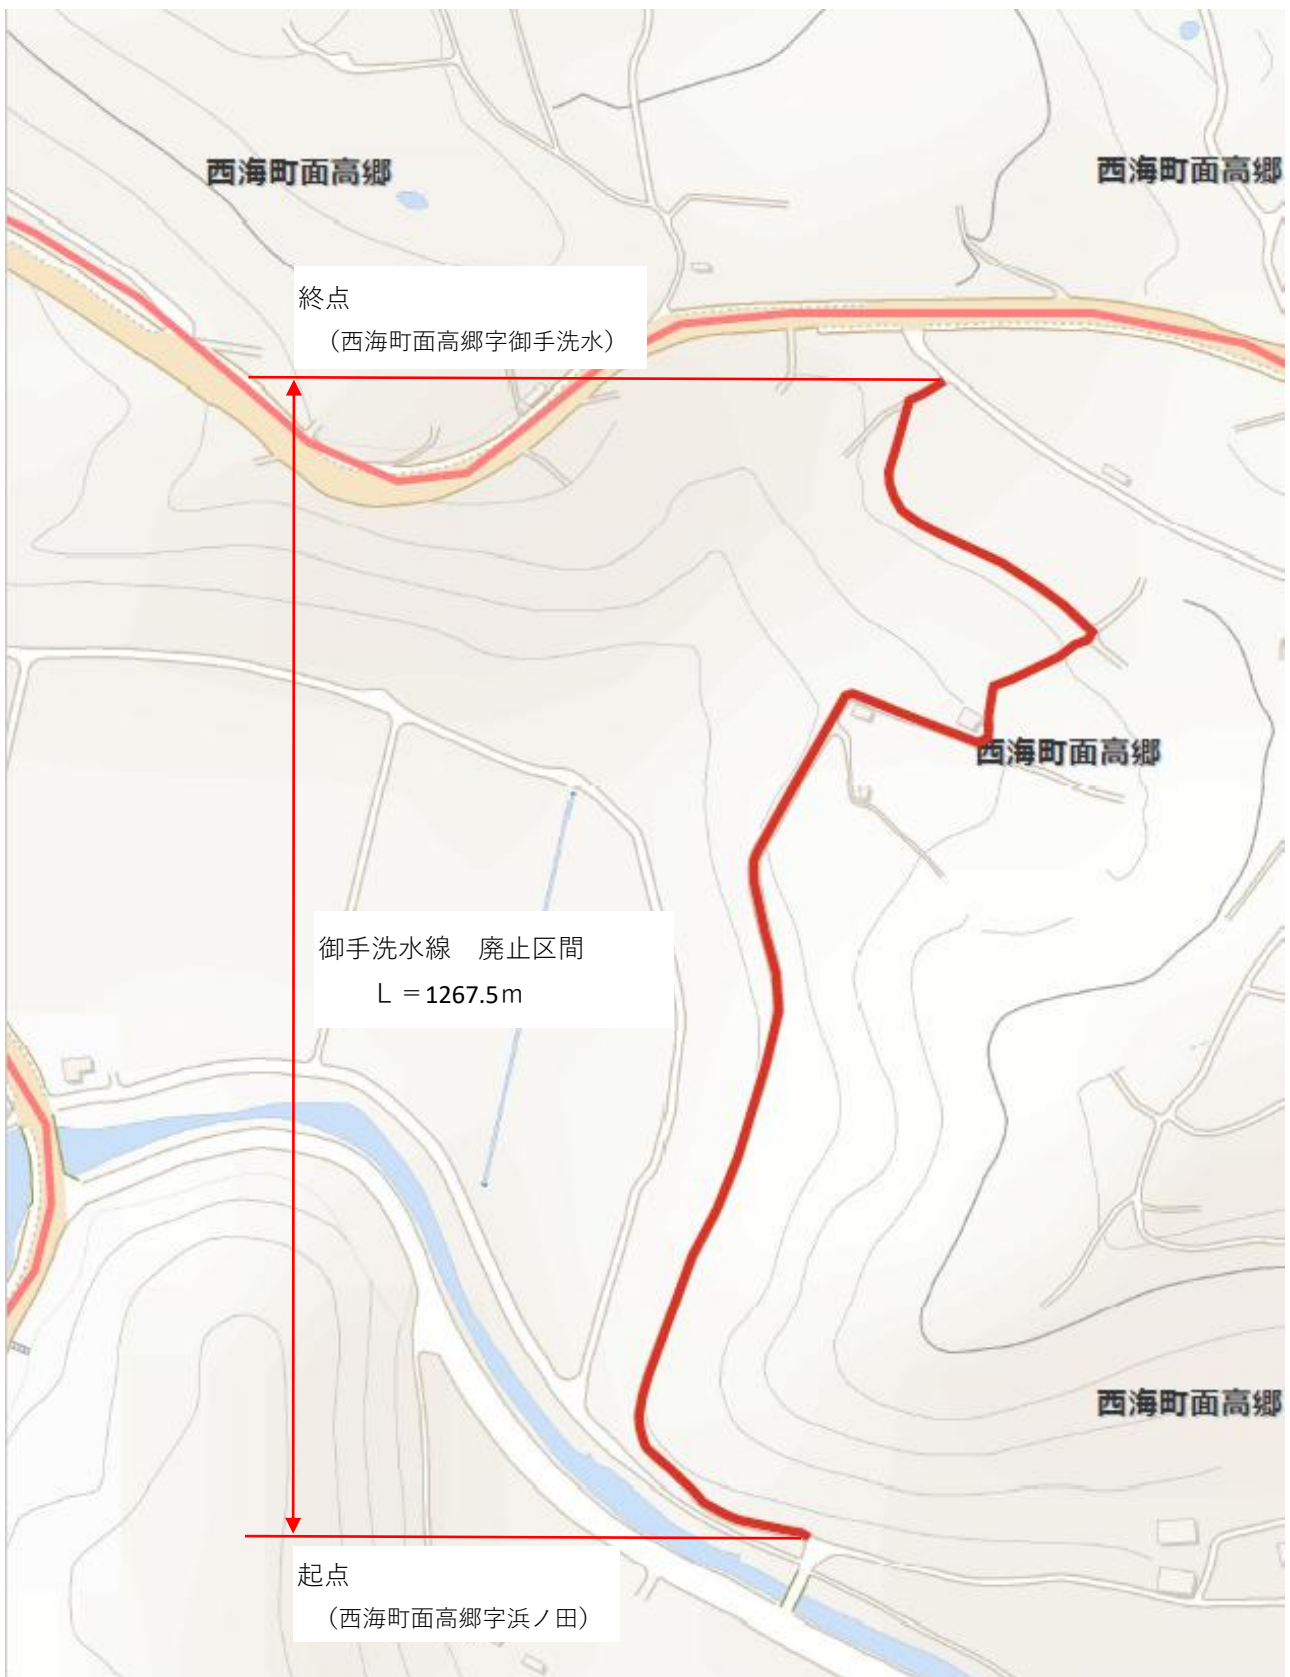 西海町面高郷
西海町面高郷
終点
（西海町面高郷字御手洗水）
西海町面高郷
御手洗水線　廃止区間
Ｌ＝1267.5ｍ
西海町面高郷
起点
（西海町面高郷字浜ノ田）